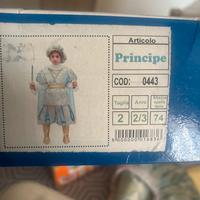 Articolo
Principe
COD: 0443
Taglia Anni
2 2/3 74